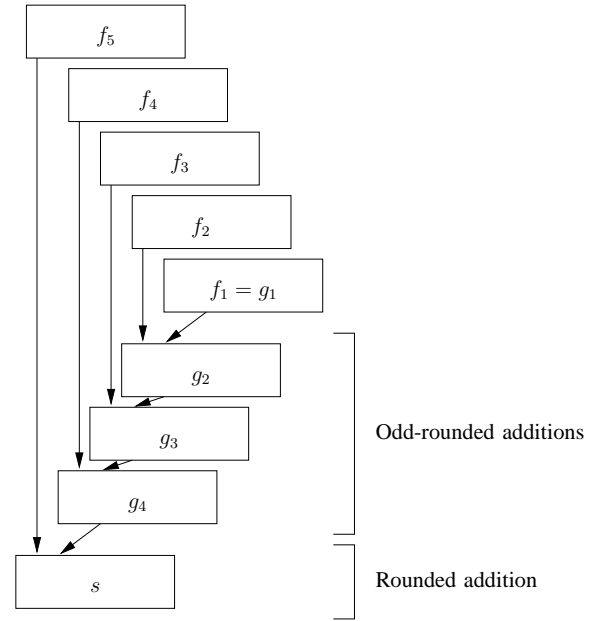 f₅
f₄
f₃
f₂
f₁ = g₁
g₂
g₃
Odd-rounded additions
g₄
s
Rounded addition